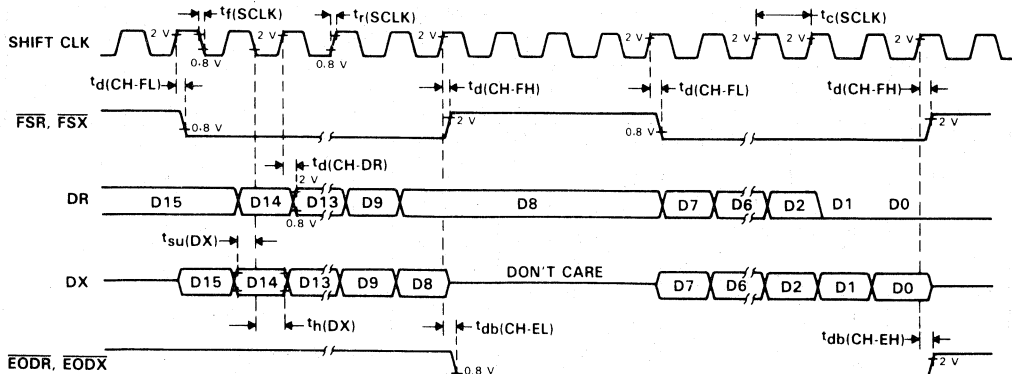 tf(SCLK) tr(SCLK) tc(SCLK)
SHIFT CLK 2 V 2 V 2 V 2 V 2 V 2 V 2 V 2 V
0.8 V 0.8 V
td(CH-FL) td(CH-FH) td(CH-FL) td(CH-FH)
FSR, FSX 0.8 V 2 V 0.8 V 2 V
td(CH-DR)
2 V
DR D15 D14 D13 D9 D8 D7 D6 D2 D1 D0
0.8 V
tsu(DX)
DX D15 D14 D13 D9 D8 DON'T CARE D7 D6 D2 D1 D0
th(DX) tdb(CH-EL) tdb(CH-EH)
EODR, EODX 0.8 V 2 V